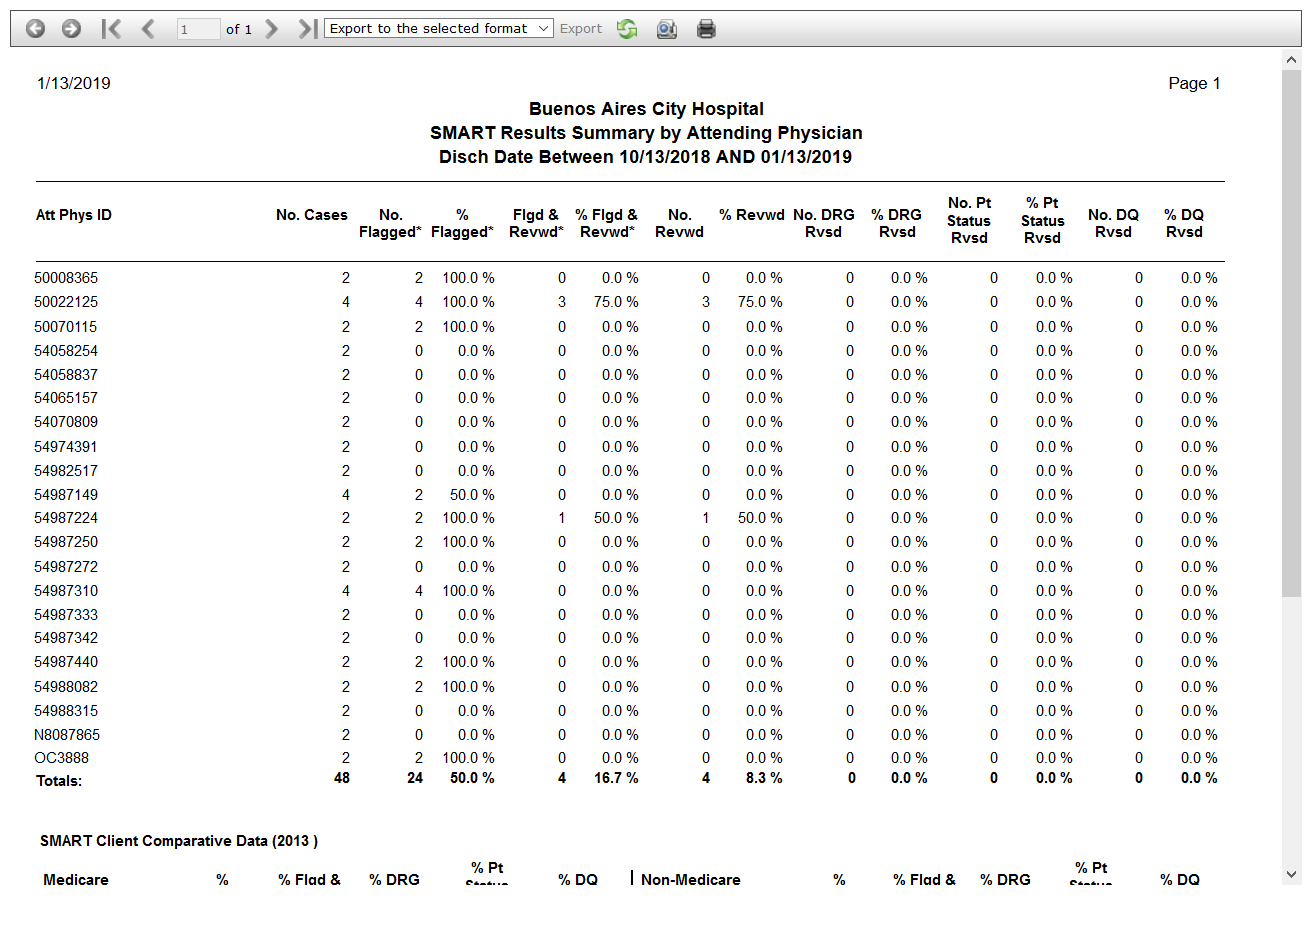 1 of 1 Export to the selected format Export
1/13/2019 Page 1
Buenos Aires City Hospital
SMART Results Summary by Attending Physician
Disch Date Between 10/13/2018 AND 01/13/2019
Att Phys ID No. Cases No. Flagged* % Flagged* Flgd & Revwd* % Flgd & Revwd* No. Revwd % Revwd No. DRG Rvsd % DRG Rvsd No. Pt Status Rvsd % Pt Status Rvsd No. DQ Rvsd % DQ Rvsd
50008365 2 2 100.0 % 0 0.0 % 0 0.0 % 0 0.0 % 0 0.0 % 0 0.0 %
50022125 4 4 100.0 % 3 75.0 % 3 75.0 % 0 0.0 % 0 0.0 % 0 0.0 %
50070115 2 2 100.0 % 0 0.0 % 0 0.0 % 0 0.0 % 0 0.0 % 0 0.0 %
54058254 2 0 0.0 % 0 0.0 % 0 0.0 % 0 0.0 % 0 0.0 % 0 0.0 %
54058837 2 0 0.0 % 0 0.0 % 0 0.0 % 0 0.0 % 0 0.0 % 0 0.0 %
54065157 2 0 0.0 % 0 0.0 % 0 0.0 % 0 0.0 % 0 0.0 % 0 0.0 %
54070809 2 0 0.0 % 0 0.0 % 0 0.0 % 0 0.0 % 0 0.0 % 0 0.0 %
54974391 2 0 0.0 % 0 0.0 % 0 0.0 % 0 0.0 % 0 0.0 % 0 0.0 %
54982517 2 0 0.0 % 0 0.0 % 0 0.0 % 0 0.0 % 0 0.0 % 0 0.0 %
54987149 4 2 50.0 % 0 0.0 % 0 0.0 % 0 0.0 % 0 0.0 % 0 0.0 %
54987224 2 2 100.0 % 1 50.0 % 1 50.0 % 0 0.0 % 0 0.0 % 0 0.0 %
54987250 2 2 100.0 % 0 0.0 % 0 0.0 % 0 0.0 % 0 0.0 % 0 0.0 %
54987272 2 0 0.0 % 0 0.0 % 0 0.0 % 0 0.0 % 0 0.0 % 0 0.0 %
54987310 4 4 100.0 % 0 0.0 % 0 0.0 % 0 0.0 % 0 0.0 % 0 0.0 %
54987333 2 0 0.0 % 0 0.0 % 0 0.0 % 0 0.0 % 0 0.0 % 0 0.0 %
54987342 2 0 0.0 % 0 0.0 % 0 0.0 % 0 0.0 % 0 0.0 % 0 0.0 %
54987440 2 2 100.0 % 0 0.0 % 0 0.0 % 0 0.0 % 0 0.0 % 0 0.0 %
54988082 2 2 100.0 % 0 0.0 % 0 0.0 % 0 0.0 % 0 0.0 % 0 0.0 %
54988315 2 0 0.0 % 0 0.0 % 0 0.0 % 0 0.0 % 0 0.0 % 0 0.0 %
N8087865 2 0 0.0 % 0 0.0 % 0 0.0 % 0 0.0 % 0 0.0 % 0 0.0 %
OC3888 2 2 100.0 % 0 0.0 % 0 0.0 % 0 0.0 % 0 0.0 % 0 0.0 %
Totals: 48 24 50.0 % 4 16.7 % 4 8.3 % 0 0.0 % 0 0.0 % 0 0.0 %
SMART Client Comparative Data (2013 )
Medicare % % Flgd & % DRG % Pt Status % DQ Non-Medicare % % Flgd & % DRG % Pt Status % DQ